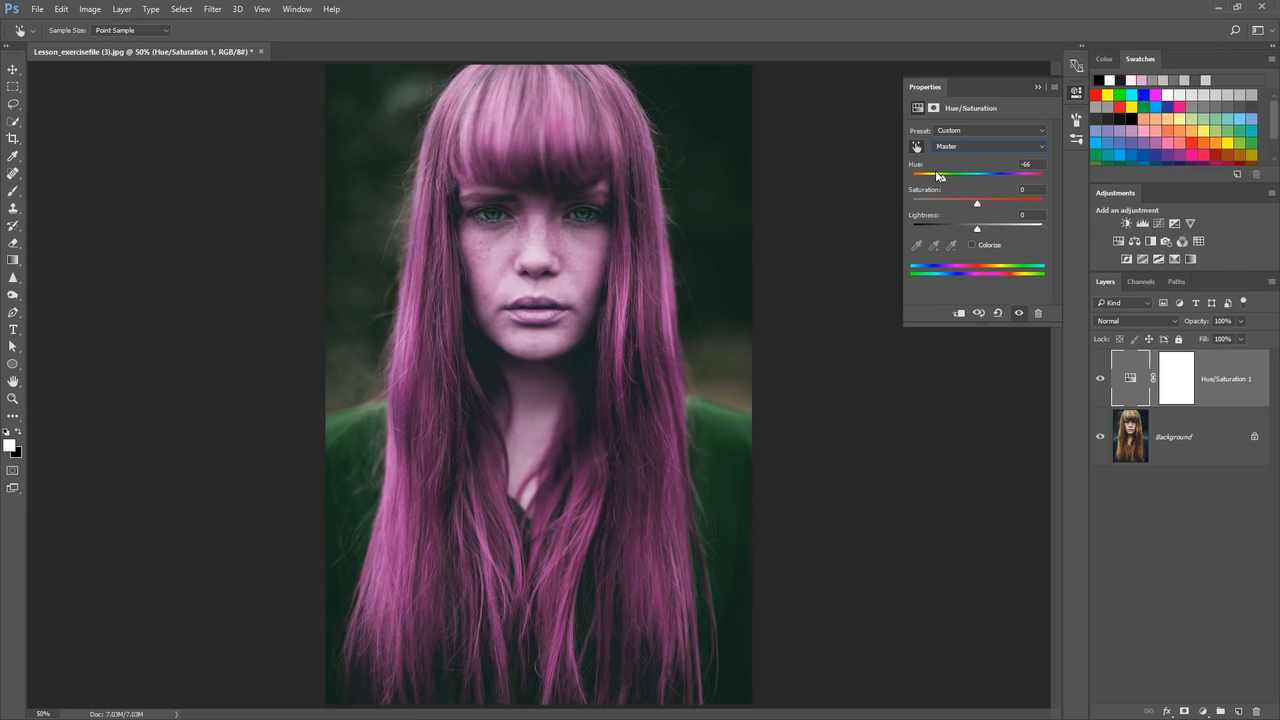 Ps File Edit Image Layer Type Select Filter 3D View Window Help
Sample Size: Point Sample
Lesson_exercisefile (3).jpg @ 50% (Hue/Saturation 1, RGB/8#) *
Properties
Hue/Saturation
Preset: Custom
Master
Hue: -66
Saturation: 0
Lightness: 0
Colorize
Color Swatches
Adjustments
Add an adjustment
Layers Channels Paths
Kind
Normal Opacity: 100%
Lock: Fill: 100%
Hue/Saturation 1
Background
fx
50% Doc: 7.03M/7.03M